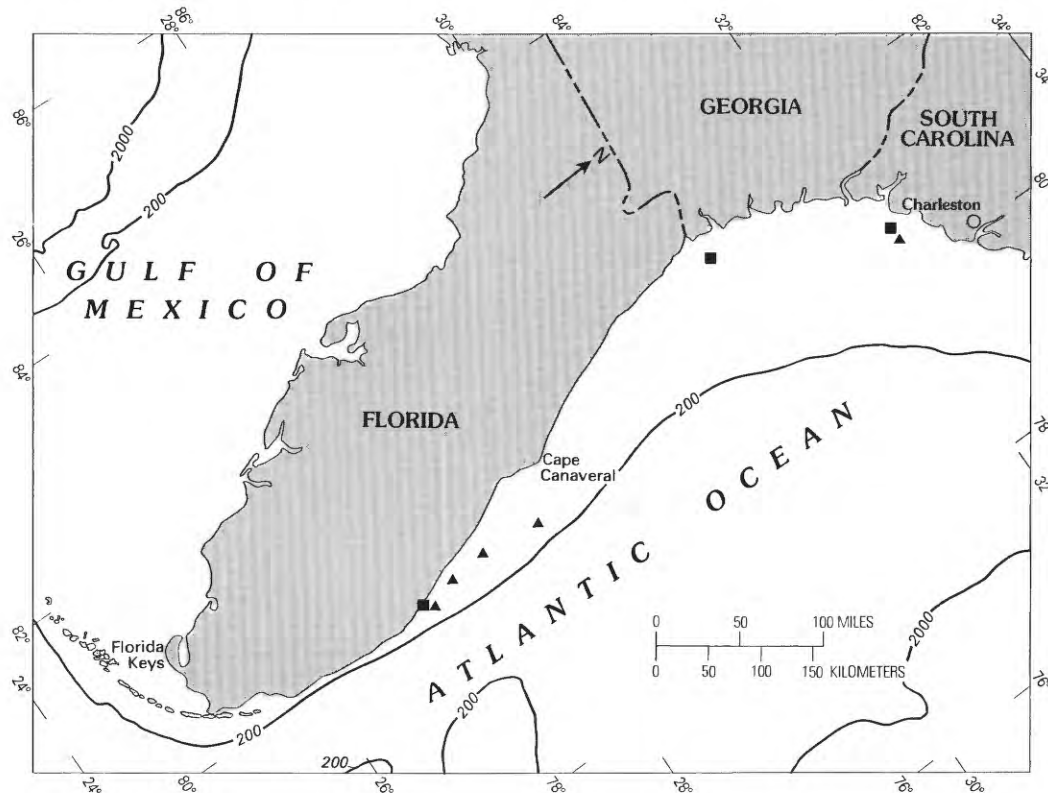 86°
28°
30°
84°
32°
82°
34°
34°
86°
2000
200
GEORGIA
SOUTH
CAROLINA
N
80°
Charleston
26°
GULF OF
MEXICO
84°
200
78°
32°
FLORIDA
Cape
Canaveral
ATLANTIC OCEAN
0 50 100 MILES
0 50 100 150 KILOMETERS
2000
82°
Florida
Keys
24°
76°
200
200
200
24°
80°
26°
78°
28°
76°
30°